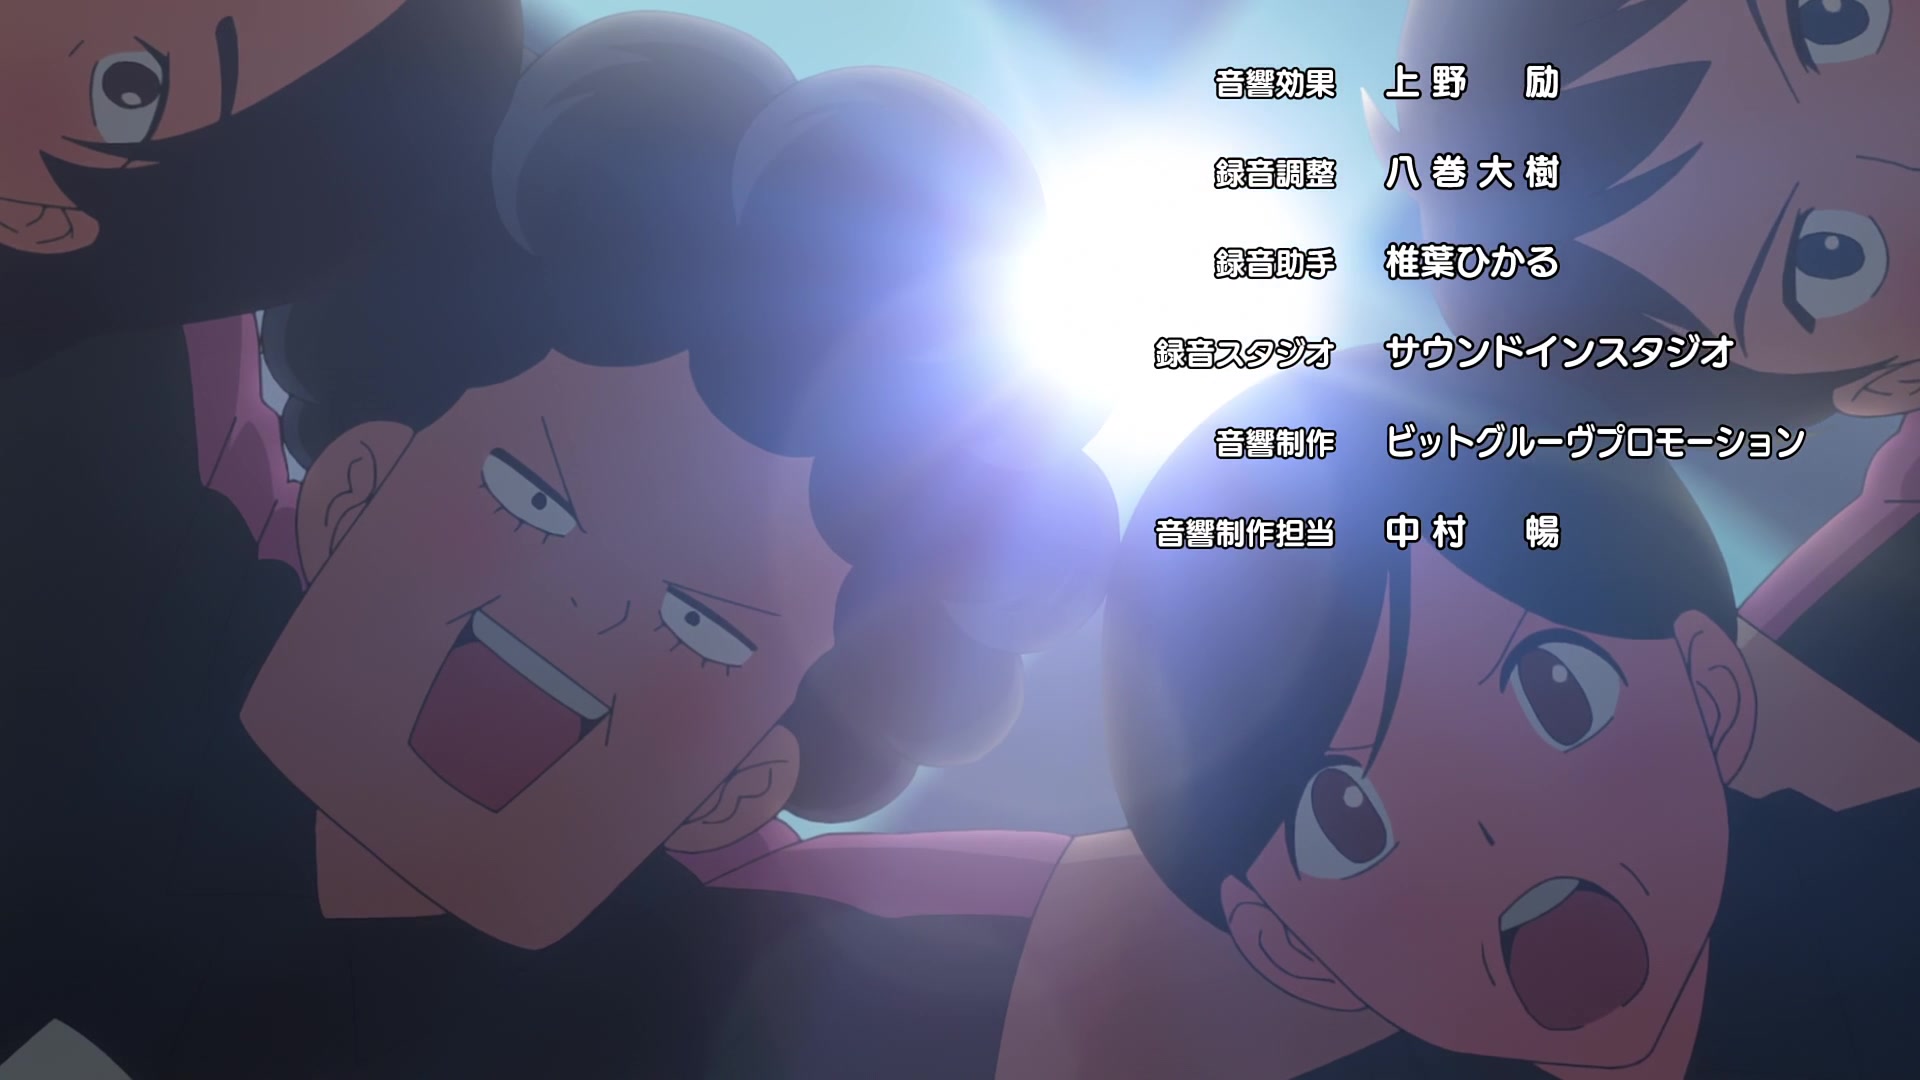 音響効果 上野 励
録音調整 八巻大樹
録音助手 椎葉ひかる
録音スタジオ サウンドインスタジオ
音響制作 ビットグルーヴプロモーション
音響制作担当 中村 暢